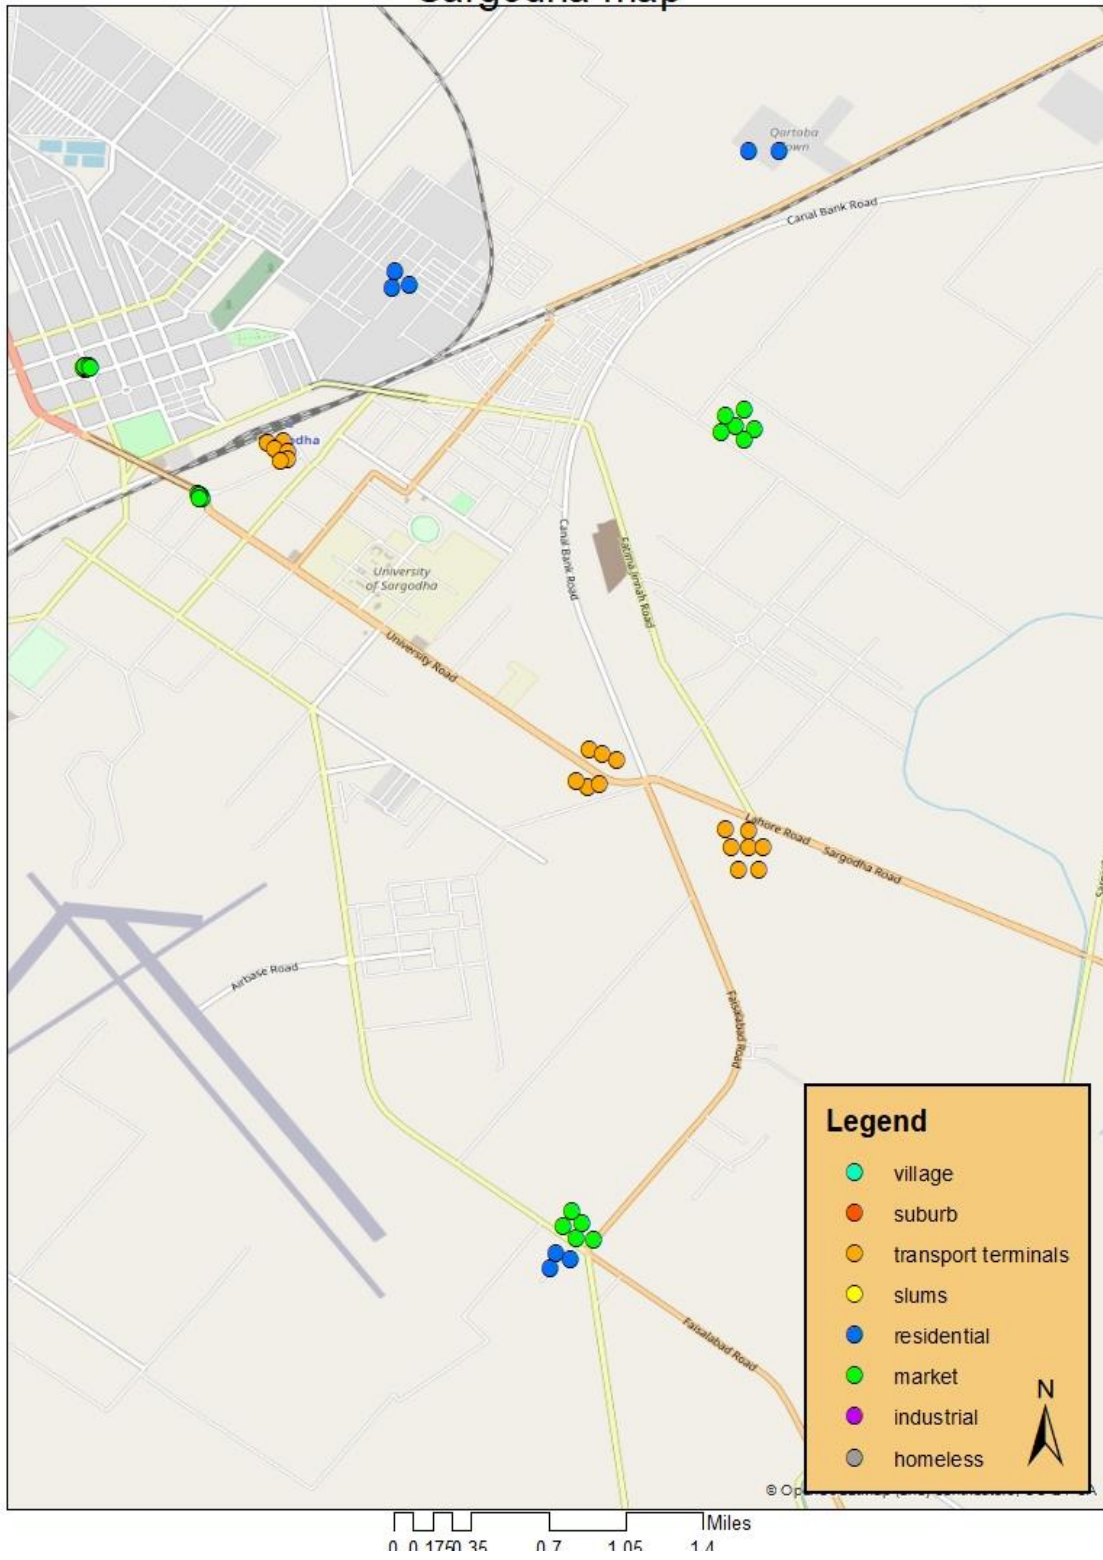 Sargodha map
Qartaba
Town
Canal Bank Road
odha
Canal Bank Road
Fatima Jinnah Road
University
of Sargodha
University Road
Lahore Road
Sargodha Road
Airbase Road
Faisalabad Road
Faisalabad Road
Legend
village
suburb
transport terminals
slums
residential
market
industrial
homeless
N
Miles
0 0.175 0.35 0.7 1.05 1.4